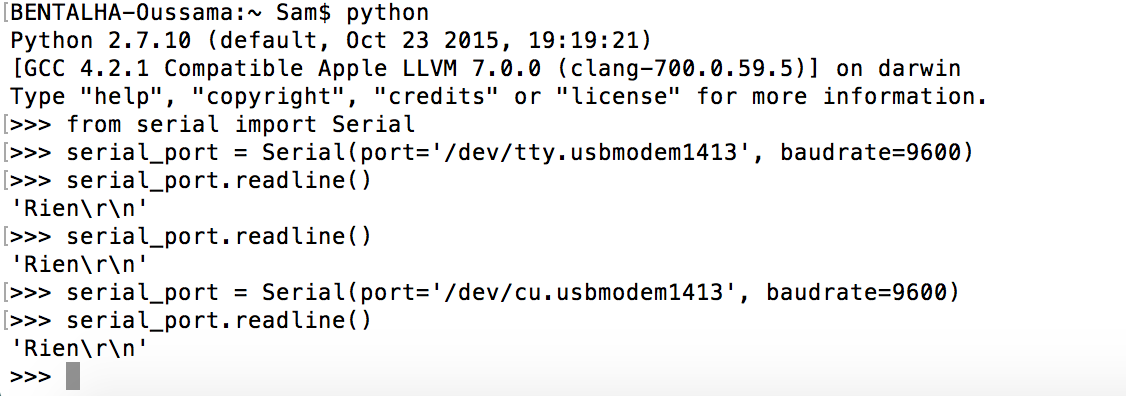 [BENTALHA-Oussama:~ Sam$ python
Python 2.7.10 (default, Oct 23 2015, 19:19:21)
[GCC 4.2.1 Compatible Apple LLVM 7.0.0 (clang-700.0.59.5)] on darwin
Type "help", "copyright", "credits" or "license" for more information.
[>>> from serial import Serial
[>>> serial_port = Serial(port='/dev/tty.usbmodem1413', baudrate=9600)
[>>> serial_port.readline()
'Rien\r\n'
[>>> serial_port.readline()
'Rien\r\n'
[>>> serial_port = Serial(port='/dev/cu.usbmodem1413', baudrate=9600)
[>>> serial_port.readline()
'Rien\r\n'
>>>